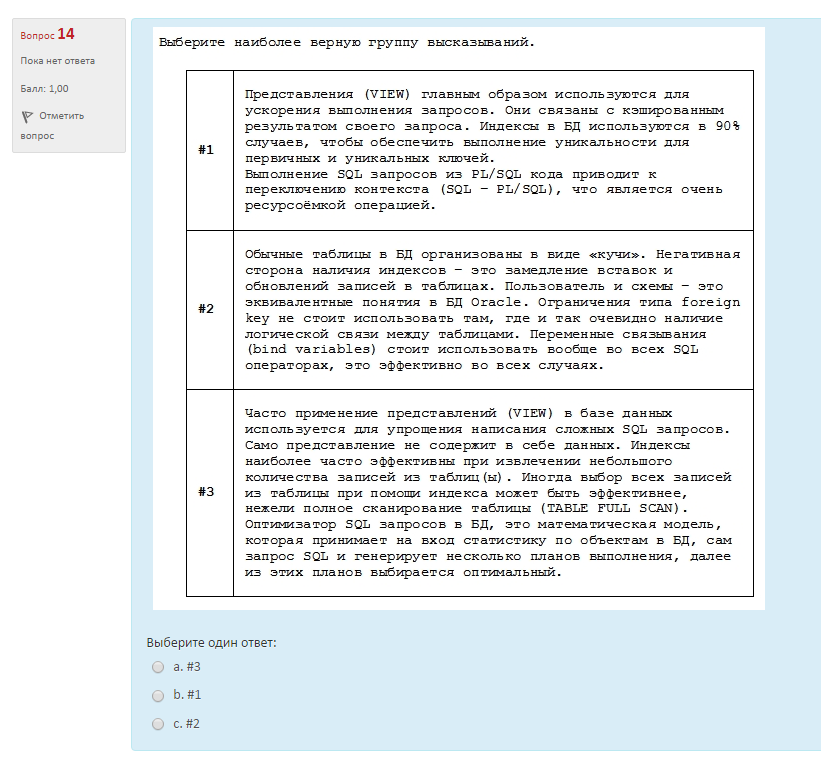 Вопрос 14
Пока нет ответа
Балл: 1,00
Отметить
вопрос
Выберите наиболее верную группу высказываний.
#1
Представления (VIEW) главным образом используются для
ускорения выполнения запросов. Они связаны с кэшированным
результатом своего запроса. Индексы в БД используются в 90%
случаев, чтобы обеспечить выполнение уникальности для
первичных и уникальных ключей.
Выполнение SQL запросов из PL/SQL кода приводит к
переключению контекста (SQL – PL/SQL), что является очень
ресурсоёмкой операцией.
#2
Обычные таблицы в БД организованы в виде «кучи». Негативная
сторона наличия индексов – это замедление вставок и
обновлений записей в таблицах. Пользователь и схемы – это
эквивалентные понятия в БД Oracle. Ограничения типа foreign
key не стоит использовать там, где и так очевидно наличие
логической связи между таблицами. Переменные связывания
(bind variables) стоит использовать вообще во всех SQL
операторах, это эффективно во всех случаях.
#3
Часто применение представлений (VIEW) в базе данных
используется для упрощения написания сложных SQL запросов.
Само представление не содержит в себе данных. Индексы
наиболее часто эффективны при извлечении небольшого
количества записей из таблиц(ы). Иногда выбор всех записей
из таблицы при помощи индекса может быть эффективнее,
нежели полное сканирование таблицы (TABLE FULL SCAN).
Оптимизатор SQL запросов в БД, это математическая модель,
которая принимает на вход статистику по объектам в БД, сам
запрос SQL и генерирует несколько планов выполнения, далее
из этих планов выбирается оптимальный.
Выберите один ответ:
a. #3
b. #1
c. #2